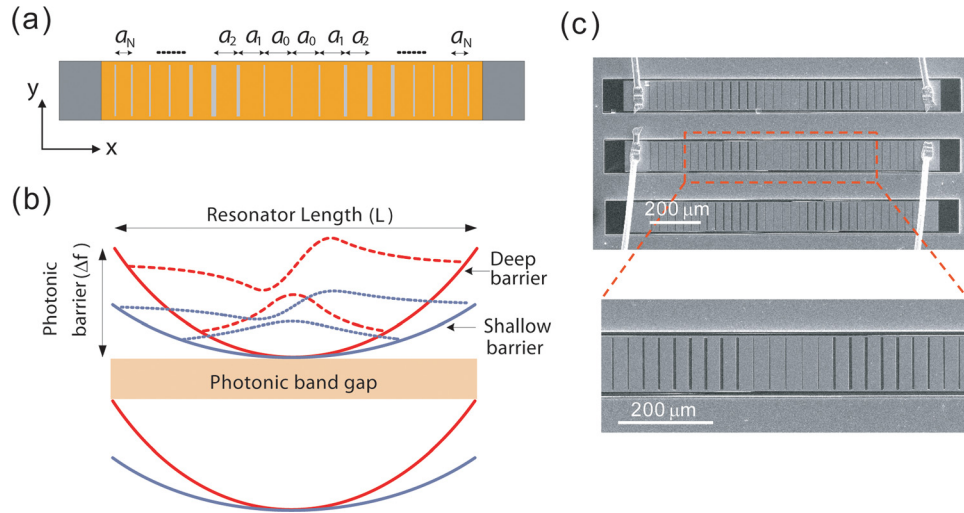 (a)
a_N ...... a_2 a_1 a_0 a_0 a_1 a_2 ...... a_N
y
x
(b)
Resonator Length (L)
Photonic
barrier (Δf)
Deep
barrier
Shallow
barrier
Photonic band gap
(c)
200 μm
200 μm